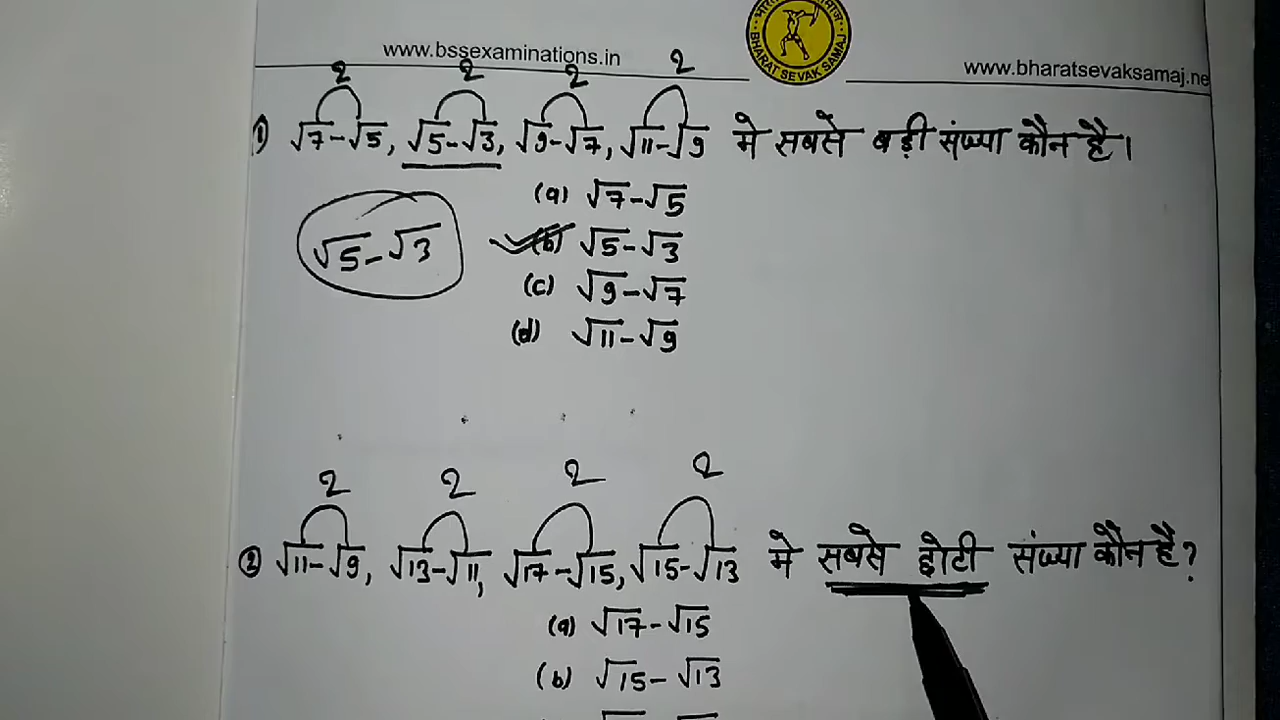 www.bssexaminations.in
BHARAT SEVAK SAMAJ
www.bharatsevaksamaj.ne
2 2 2 2
1) √7-√5, √5-√3, √9-√7, √11-√9 मे सबसे बड़ी संख्या कौन है।
(a) √7-√5
√5-√3
(b) √5-√3
(c) √9-√7
(d) √11-√9
2 2 2 2
2) √11-√9, √13-√11, √17-√15, √15-√13 मे सबसे छोटी संख्या कौन है?
(a) √17-√15
(b) √15-√13